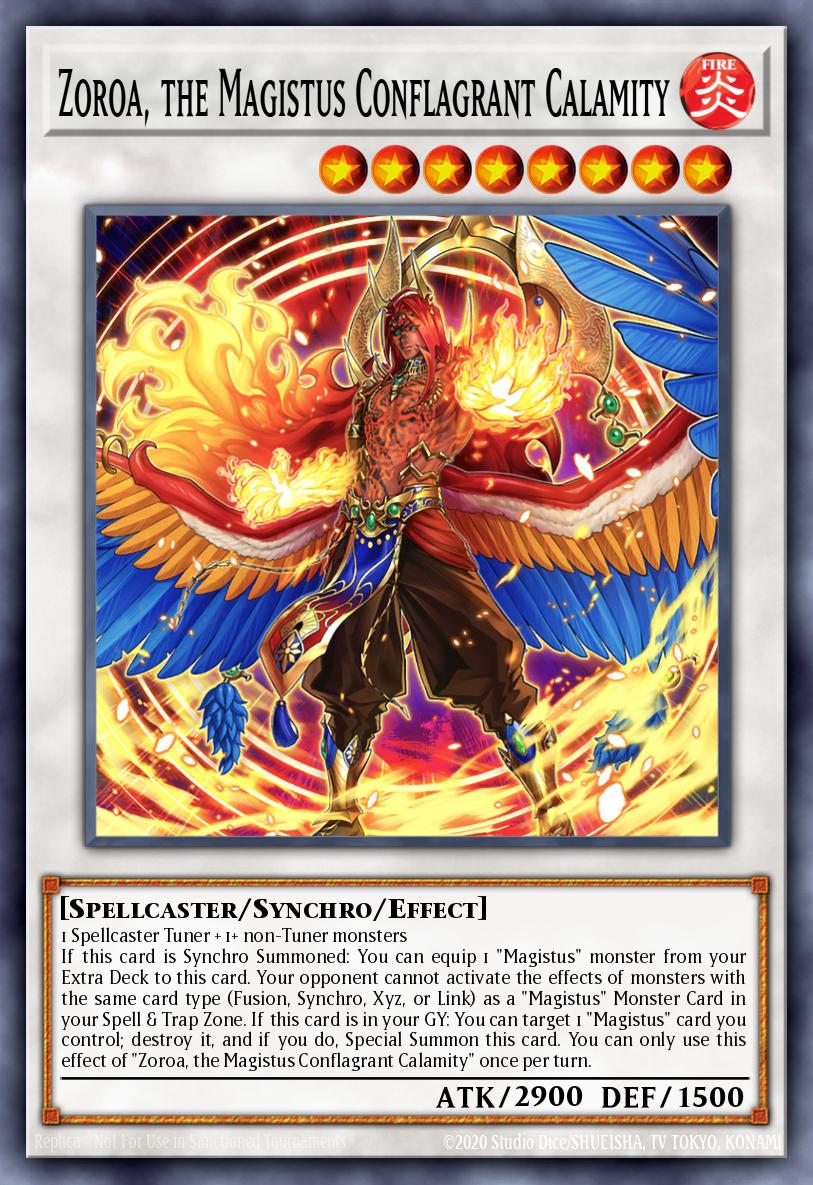 ZOROA, THE MAGISTUS CONFLAGRANT CALAMITY
FIRE
炎
[SPELLCASTER/SYNCHRO/EFFECT]
1 Spellcaster Tuner + 1+ non-Tuner monsters
If this card is Synchro Summoned: You can equip 1 "Magistus" monster from your
Extra Deck to this card. Your opponent cannot activate the effects of monsters with
the same card type (Fusion, Synchro, Xyz, or Link) as a "Magistus" Monster Card in
your Spell & Trap Zone. If this card is in your GY: You can target 1 "Magistus" card you
control; destroy it, and if you do, Special Summon this card. You can only use this
effect of "Zoroa, the Magistus Conflagrant Calamity" once per turn.
ATK/2900 DEF/1500
Replica - Not For Use in Sanctioned Tournaments
©2020 Studio Dice/SHUEISHA, TV TOKYO, KONAMI